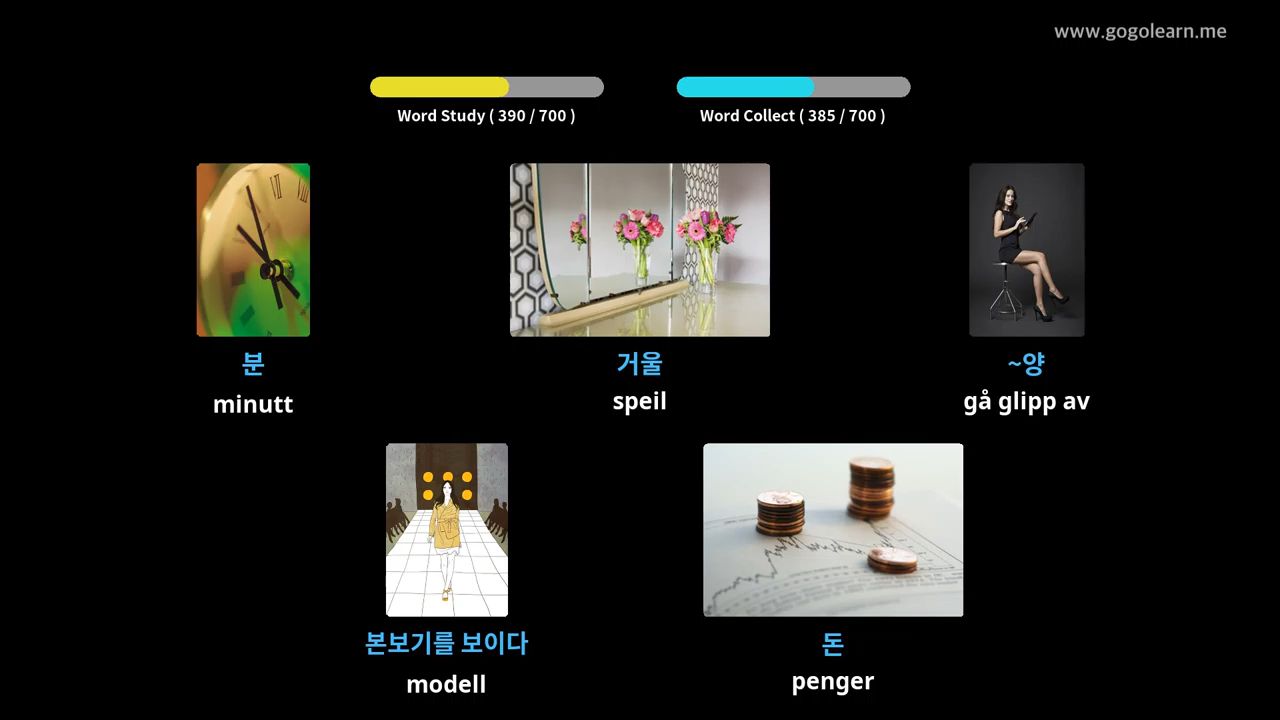 www.gogolearn.me
Word Study ( 390 / 700 )
Word Collect ( 385 / 700 )
분
minutt
거울
speil
~양
gå glipp av
본보기를 보이다
modell
돈
penger